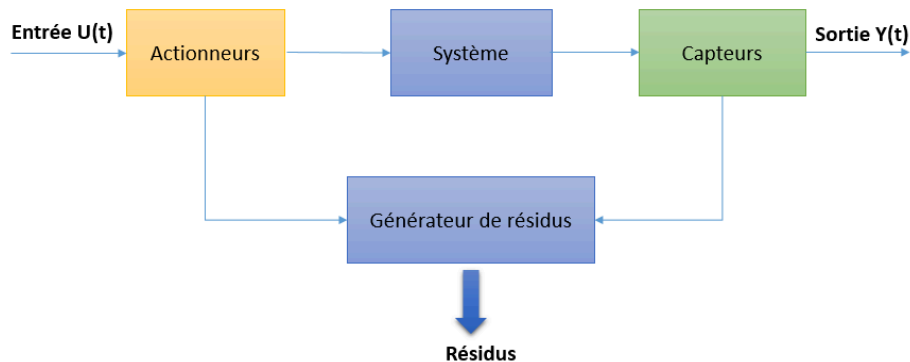 Entrée U(t)
Actionneurs
Système
Capteurs
Sortie Y(t)
Générateur de résidus
Résidus